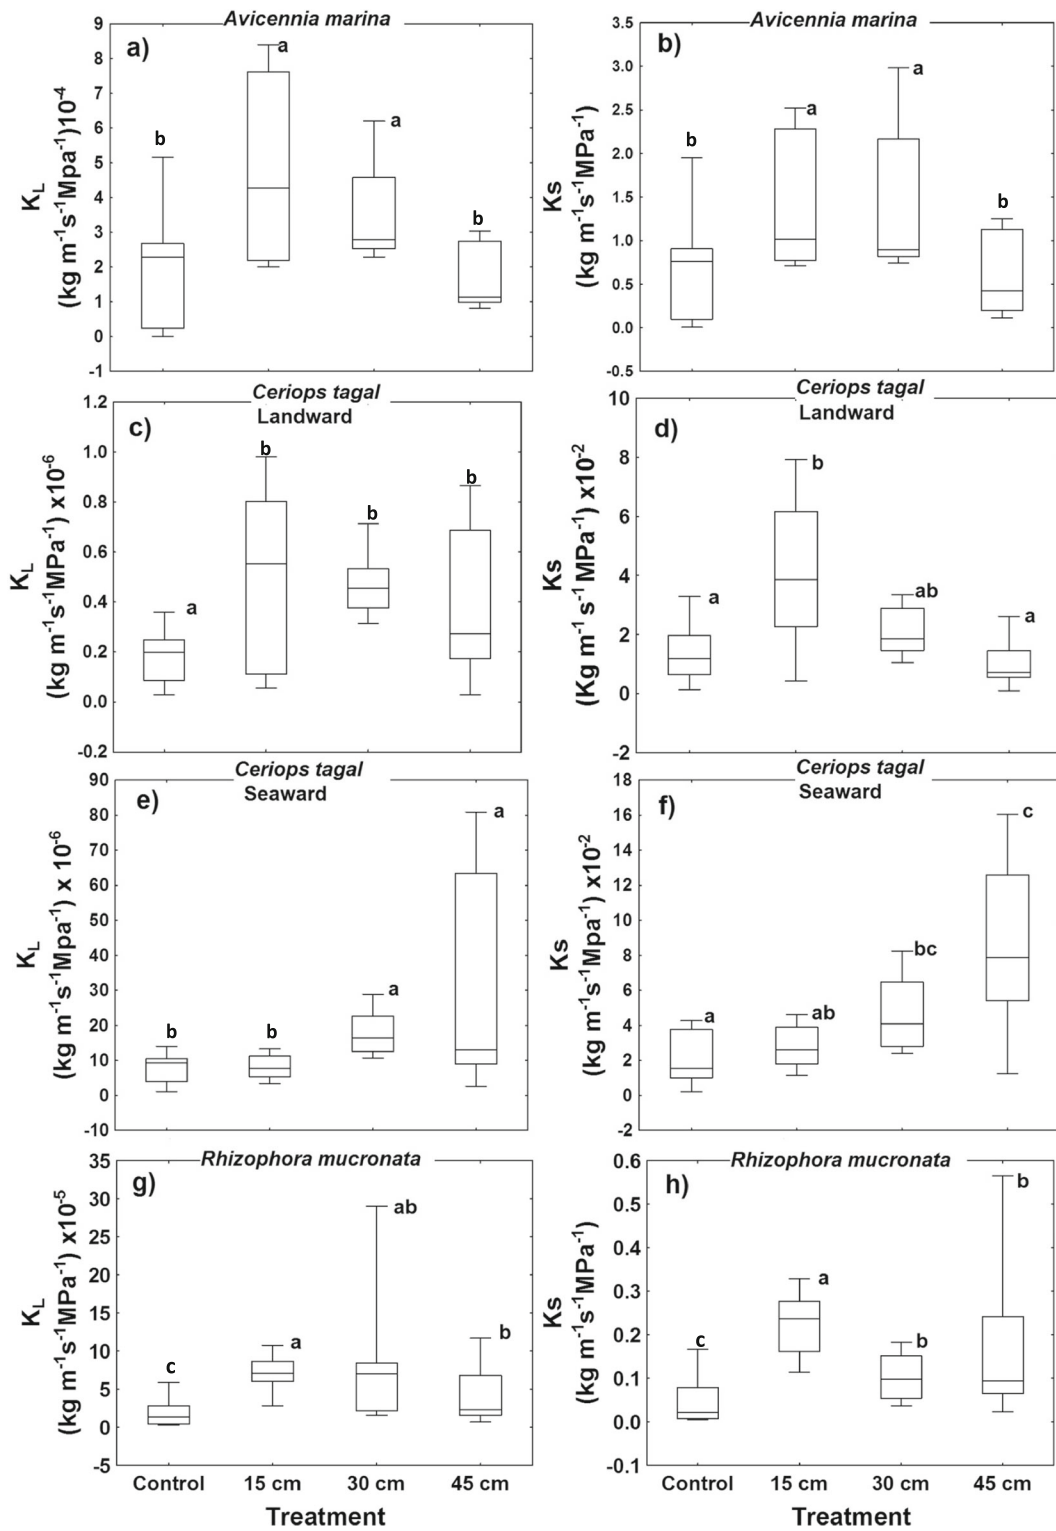 Avicennia marina
a)
9
8
7
6
5
4
3
2
1
0
-1
K_L
(kg m⁻¹s⁻¹Mpa⁻¹)10⁻⁴
b
a
a
b
Avicennia marina
b)
3.5
3.0
2.5
2.0
1.5
1.0
0.5
0.0
-0.5
Ks
(kg m⁻¹s⁻¹MPa⁻¹)
b
a
a
b
Ceriops tagal
Landward
c)
1.2
1.0
0.8
0.6
0.4
0.2
0.0
-0.2
K_L
(kg m⁻¹s⁻¹MPa⁻¹) x10⁻⁶
a
b
b
b
Ceriops tagal
Landward
d)
10
8
6
4
2
0
-2
Ks
(Kg m⁻¹ s⁻¹ MPa⁻¹) x10⁻²
a
b
ab
a
Ceriops tagal
Seaward
e)
90
80
70
60
50
40
30
20
10
0
-10
K_L
(kg m⁻¹s⁻¹Mpa⁻¹) x 10⁻⁶
b
b
a
a
Ceriops tagal
Seaward
f)
18
16
14
12
10
8
6
4
2
0
-2
Ks
(kg m⁻¹s⁻¹Mpa⁻¹) x10⁻²
a
ab
bc
c
Rhizophora mucronata
g)
35
30
25
20
15
10
5
0
-5
K_L
(kg m⁻¹s⁻¹MPa⁻¹) x10⁻⁵
c
a
ab
b
Control 15 cm 30 cm 45 cm
Treatment
Rhizophora mucronata
h)
0.6
0.5
0.4
0.3
0.2
0.1
0.0
-0.1
Ks
(kg m⁻¹s⁻¹MPa⁻¹)
c
a
b
b
Control 15 cm 30 cm 45 cm
Treatment